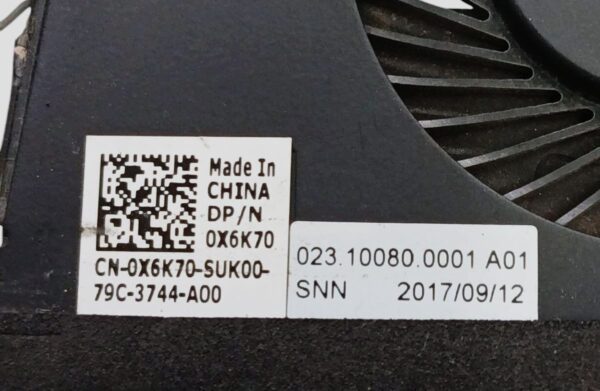 Made In
CHINA
DP/N
0X6K70
CN-0X6K70-SUK00-
79C-3744-A00
023.10080.0001 A01
SNN 2017/09/12